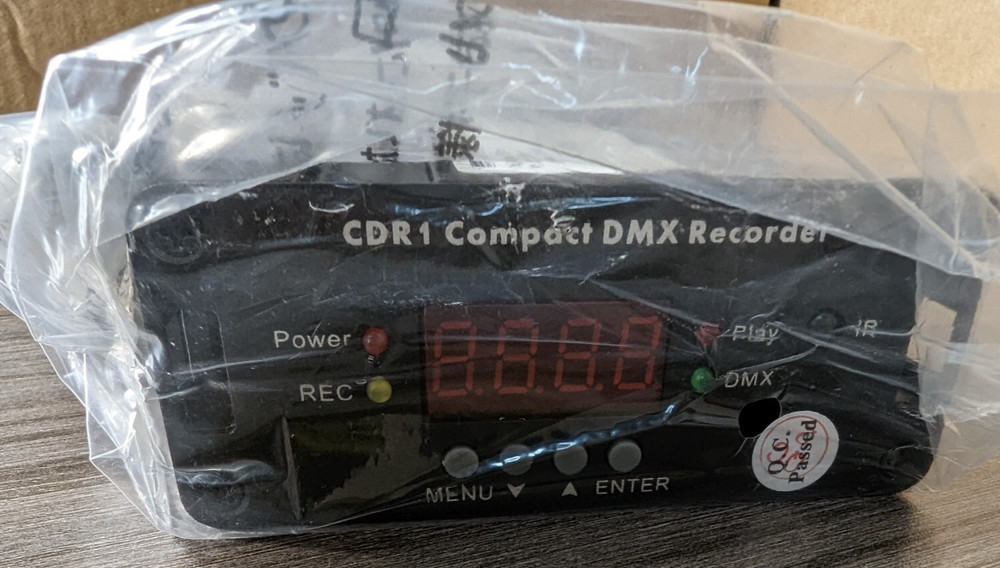 CDR1 Compact DMX Recorder
Power
Play
IR
REC
DMX
MENU
ENTER
Q.C.
Passed